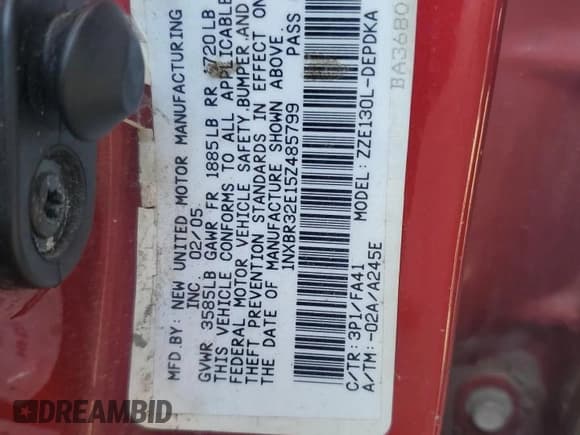 MFD.BY: NEW UNITED MOTOR MANUFACTURING
INC. 02/05
GVWR 3585LB GAWR FR 1885LB RR 1720LB
THIS VEHICLE CONFORMS TO ALL APPLICABLE
FEDERAL MOTOR VEHICLE SAFETY,BUMPER,AND
THEFT PREVENTION STANDARDS IN EFFECT ON
THE DATE OF MANUFACTURE SHOWN ABOVE.
1NXBR32E15Z485799 PASS
C/TR: 3P1/FA41 MODEL: ZZE130L-DEPDKA
A/TM: -02A/A245E
BA36B0
DREAMBID